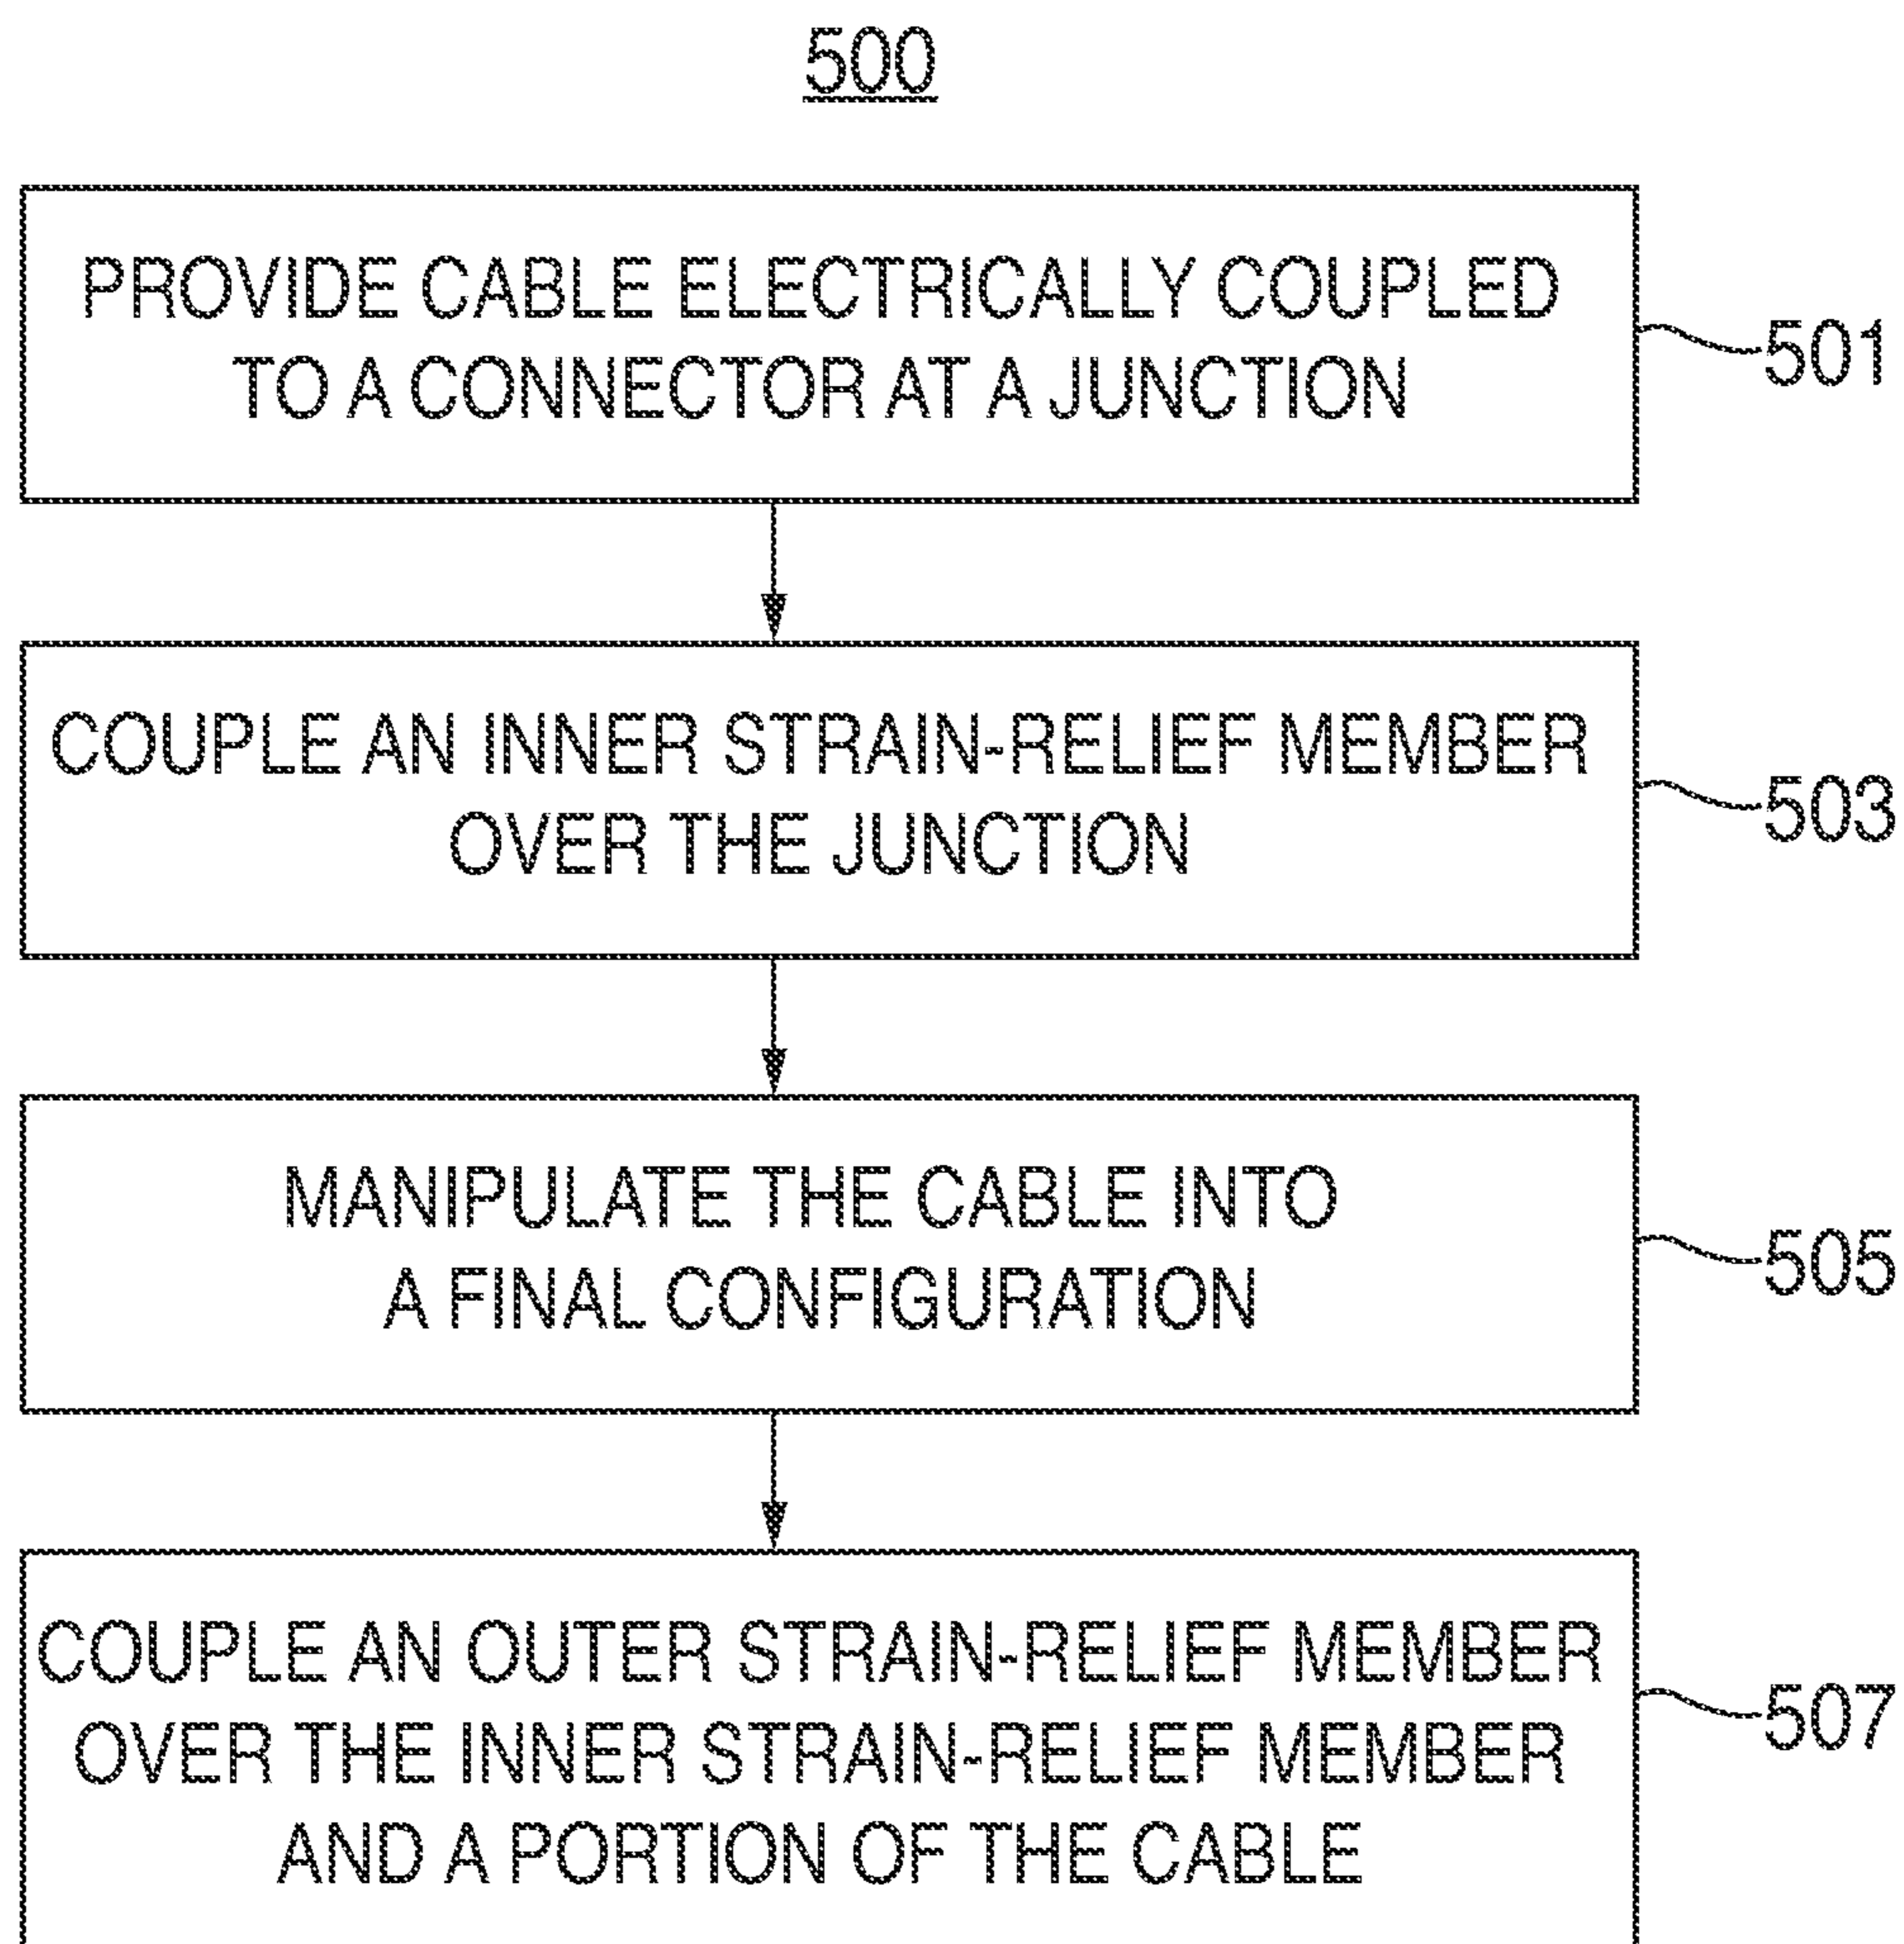 500
PROVIDE CABLE ELECTRICALLY COUPLED
TO A CONNECTOR AT A JUNCTION
501
COUPLE AN INNER STRAIN-RELIEF MEMBER
OVER THE JUNCTION
503
MANIPULATE THE CABLE INTO
A FINAL CONFIGURATION
505
COUPLE AN OUTER STRAIN-RELIEF MEMBER
OVER THE INNER STRAIN-RELIEF MEMBER
AND A PORTION OF THE CABLE
507